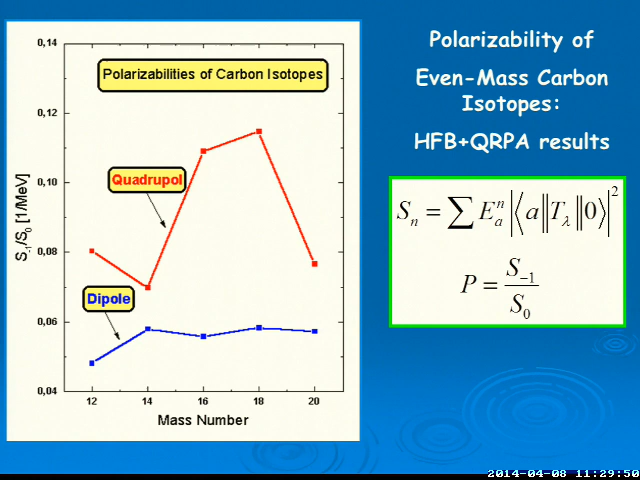 Polarizability of
Even-Mass Carbon
Isotopes:
HFB+QRPA results
Polarizabilities of Carbon Isotopes
0,14
0,12
0,10
0,08
0,06
0,04
S₋₁/S₀ [1/MeV]
Quadrupol
Dipole
12 14 16 18 20
Mass Number
Sₙ = ∑ Eₐⁿ |⟨a‖T_λ‖0⟩|²
P = S₋₁/S₀
2014-04-08 11:29:50